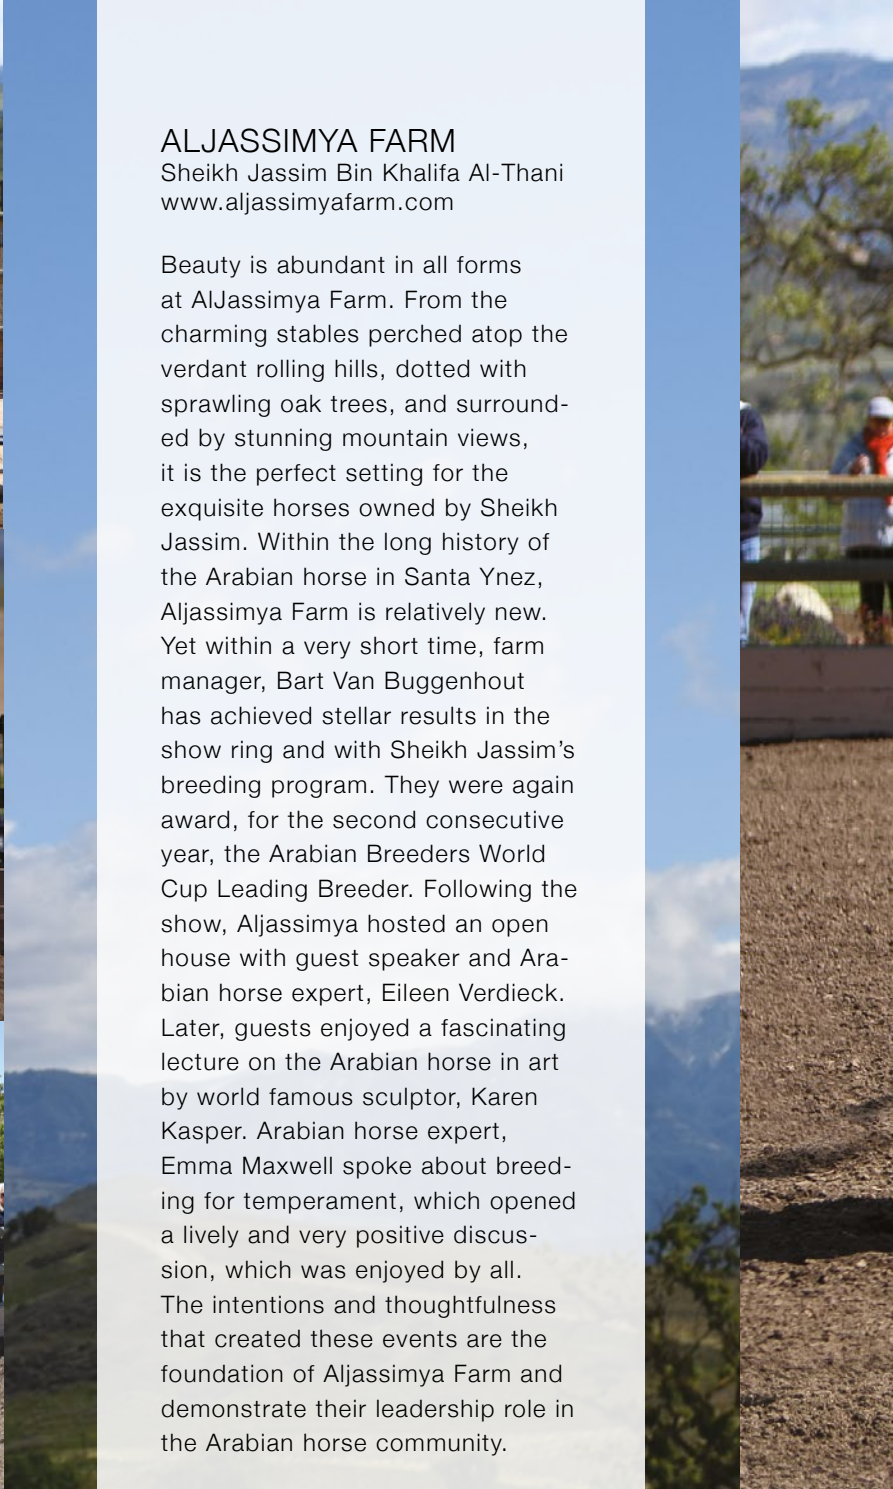 ALJASSIMYA FARM
Sheikh Jassim Bin Khalifa Al-Thani
www.aljassimyafarm.com
Beauty is abundant in all forms
at AlJassimya Farm. From the
charming stables perched atop the
verdant rolling hills, dotted with
sprawling oak trees, and surround-
ed by stunning mountain views,
it is the perfect setting for the
exquisite horses owned by Sheikh
Jassim. Within the long history of
the Arabian horse in Santa Ynez,
Aljassimya Farm is relatively new.
Yet within a very short time, farm
manager, Bart Van Buggenhout
has achieved stellar results in the
show ring and with Sheikh Jassim’s
breeding program. They were again
award, for the second consecutive
year, the Arabian Breeders World
Cup Leading Breeder. Following the
show, Aljassimya hosted an open
house with guest speaker and Ara-
bian horse expert, Eileen Verdieck.
Later, guests enjoyed a fascinating
lecture on the Arabian horse in art
by world famous sculptor, Karen
Kasper. Arabian horse expert,
Emma Maxwell spoke about breed-
ing for temperament, which opened
a lively and very positive discus-
sion, which was enjoyed by all.
The intentions and thoughtfulness
that created these events are the
foundation of Aljassimya Farm and
demonstrate their leadership role in
the Arabian horse community.